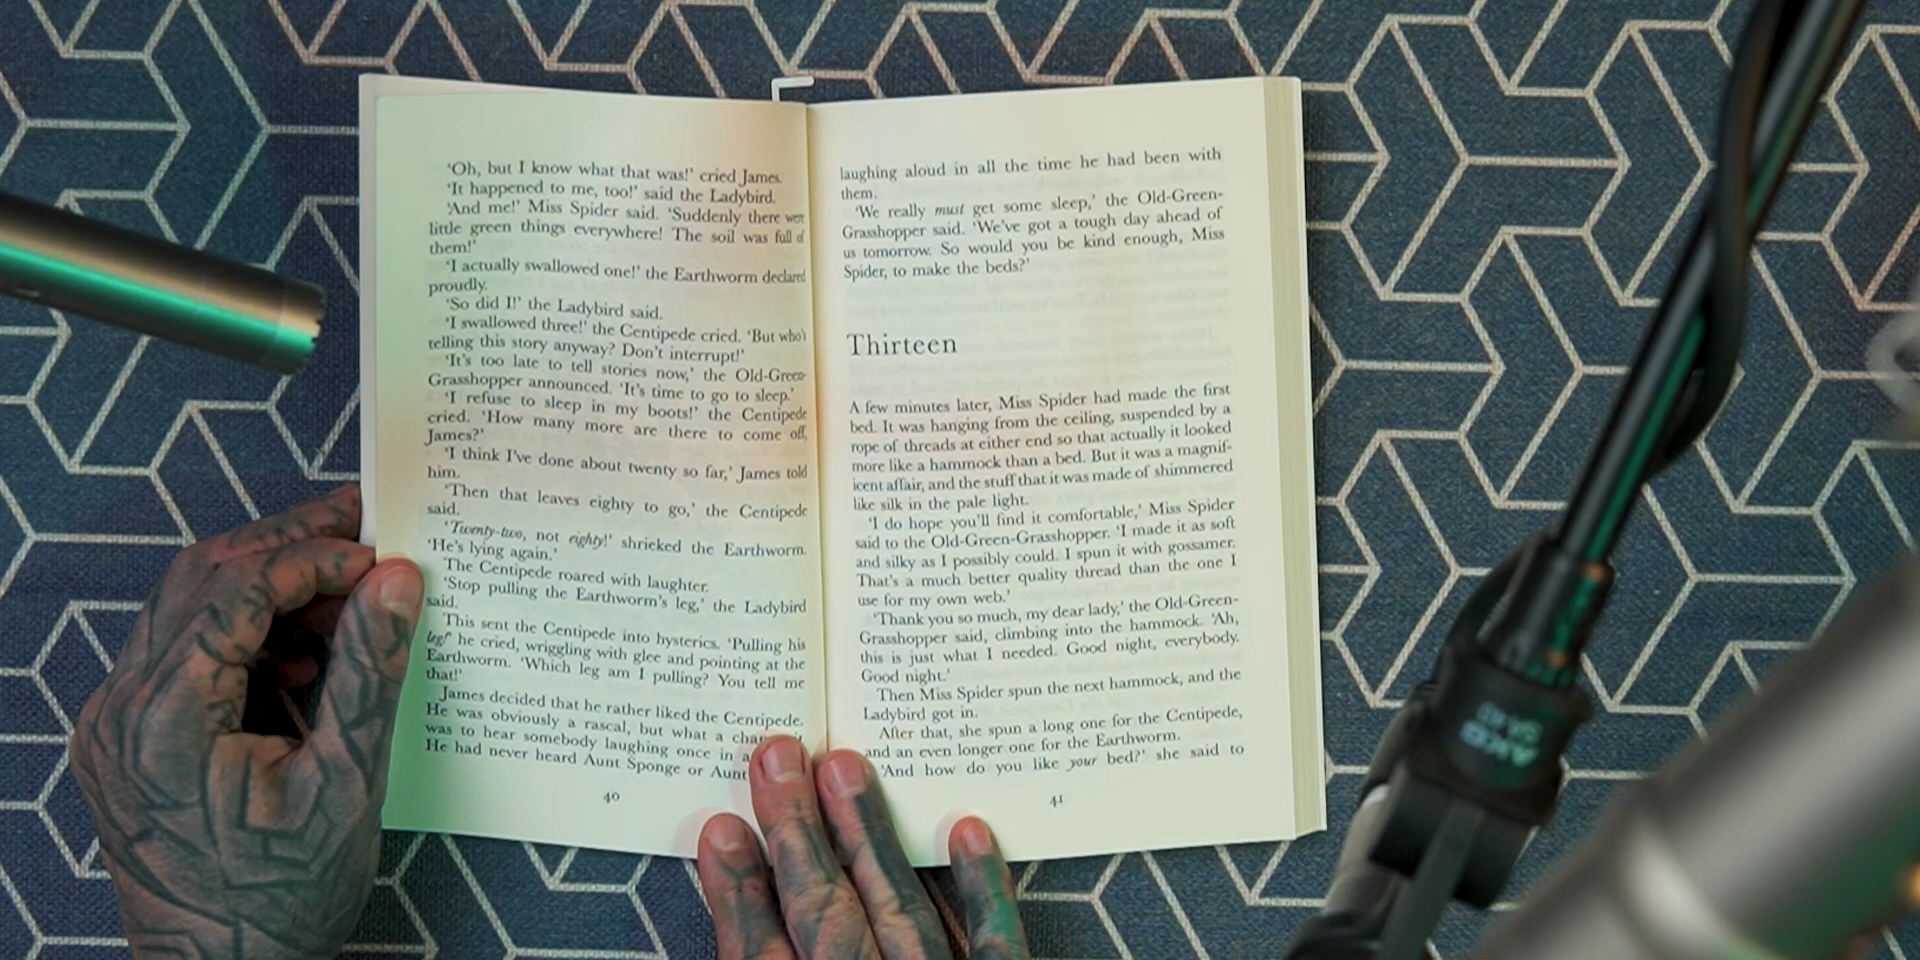 'Oh, but I know what that was!' cried James.
'It happened to me, too!' said the Ladybird.
'And me!' Miss Spider said. 'Suddenly there were
little green things everywhere! The soil was full of
them!'
'I actually swallowed one!' the Earthworm declared
proudly.
'So did I!' the Ladybird said.
'I swallowed three!' the Centipede cried. 'But who's
telling this story anyway? Don't interrupt!'
'It's too late to tell stories now,' the Old-Green-
Grasshopper announced. 'It's time to go to sleep.'
'I refuse to sleep in my boots!' the Centipede
cried. 'How many more are there to come off,
James?'
'I think I've done about twenty so far,' James told
him.
'Then that leaves eighty to go,' the Centipede
said.
'Twenty-two, not eighty!' shrieked the Earthworm.
'He's lying again.'
The Centipede roared with laughter.
'Stop pulling the Earthworm's leg,' the Ladybird
said.
This sent the Centipede into hysterics. 'Pulling his
leg!' he cried, wriggling with glee and pointing at the
Earthworm. 'Which leg am I pulling? You tell me
that!'
James decided that he rather liked the Centipede.
He was obviously a rascal, but what a
was to hear somebody laughing once in a
He had never heard Aunt Sponge or Aunt
40
laughing aloud in all the time he had been with
them.
'We really must get some sleep,' the Old-Green-
Grasshopper said. 'We've got a tough day ahead of
us tomorrow. So would you be kind enough, Miss
Spider, to make the beds?'
Thirteen
A few minutes later, Miss Spider had made the first
bed. It was hanging from the ceiling, suspended by a
rope of threads at either end so that actually it looked
more like a hammock than a bed. But it was a magnif-
icent affair, and the stuff that it was made of shimmered
like silk in the pale light.
'I do hope you'll find it comfortable,' Miss Spider
said to the Old-Green-Grasshopper. 'I made it as soft
and silky as I possibly could. I spun it with gossamer.
That's a much better quality thread than the one I
use for my own web.'
'Thank you so much, my dear lady,' the Old-Green-
Grasshopper said, climbing into the hammock. 'Ah,
this is just what I needed. Good night, everybody.
Good night.'
Then Miss Spider spun the next hammock, and the
Ladybird got in.
After that, she spun a long one for the Centipede,
and an even longer one for the Earthworm.
'And how do you like your bed?' she said to
41
AKG